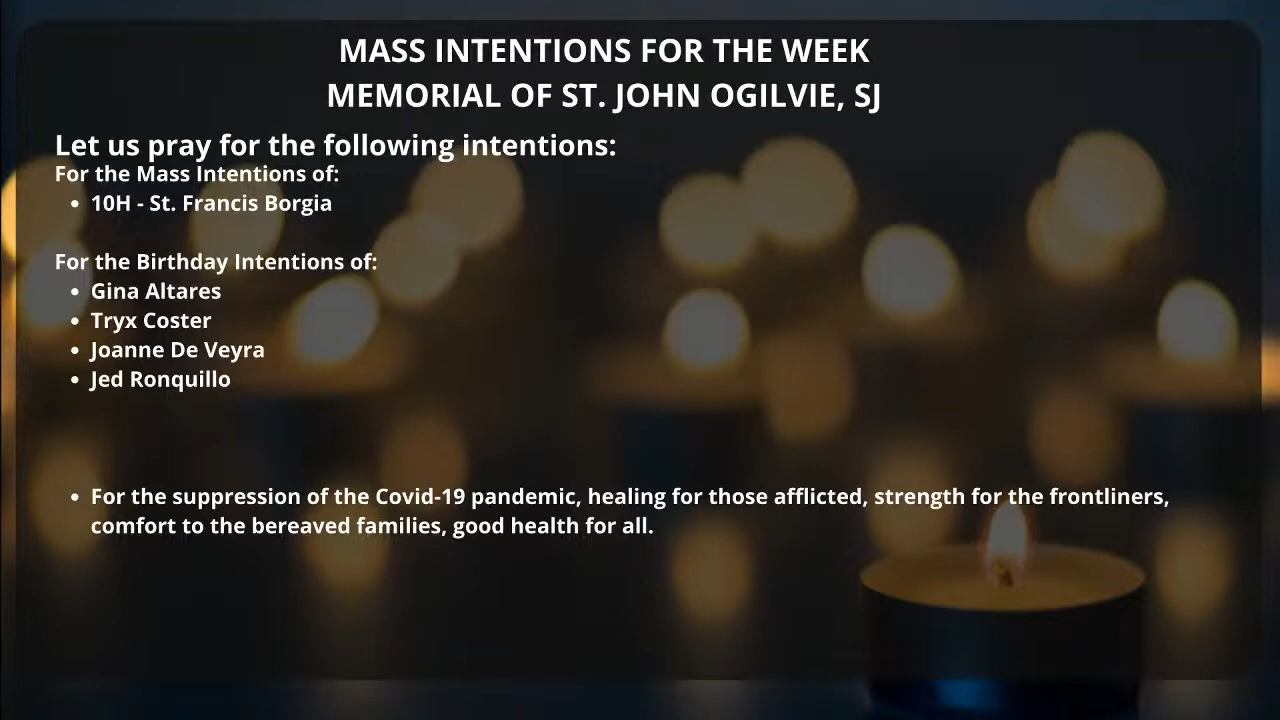 MASS INTENTIONS FOR THE WEEK
MEMORIAL OF ST. JOHN OGILVIE, SJ
Let us pray for the following intentions:
For the Mass Intentions of:
• 10H - St. Francis Borgia
For the Birthday Intentions of:
• Gina Altares
• Tryx Coster
• Joanne De Veyra
• Jed Ronquillo
• For the suppression of the Covid-19 pandemic, healing for those afflicted, strength for the frontliners,
comfort to the bereaved families, good health for all.